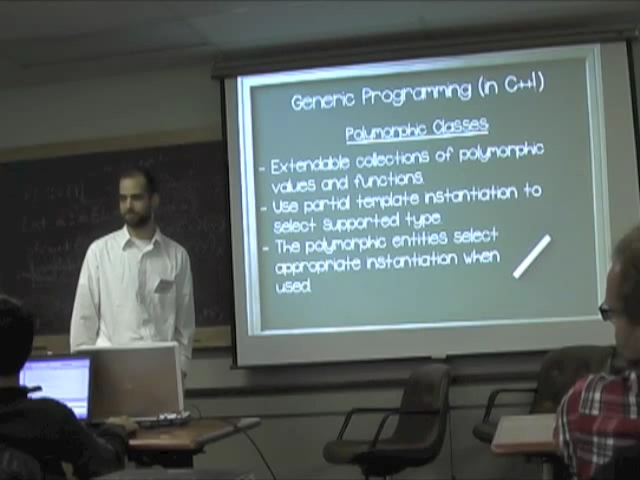 Generic Programming (in C++)
Polymorphic Classes
- Extendable collections of polymorphic
values and functions.
- Use partial template instantiation to
select supported type.
- The polymorphic entities select
appropriate instantiation when
used.